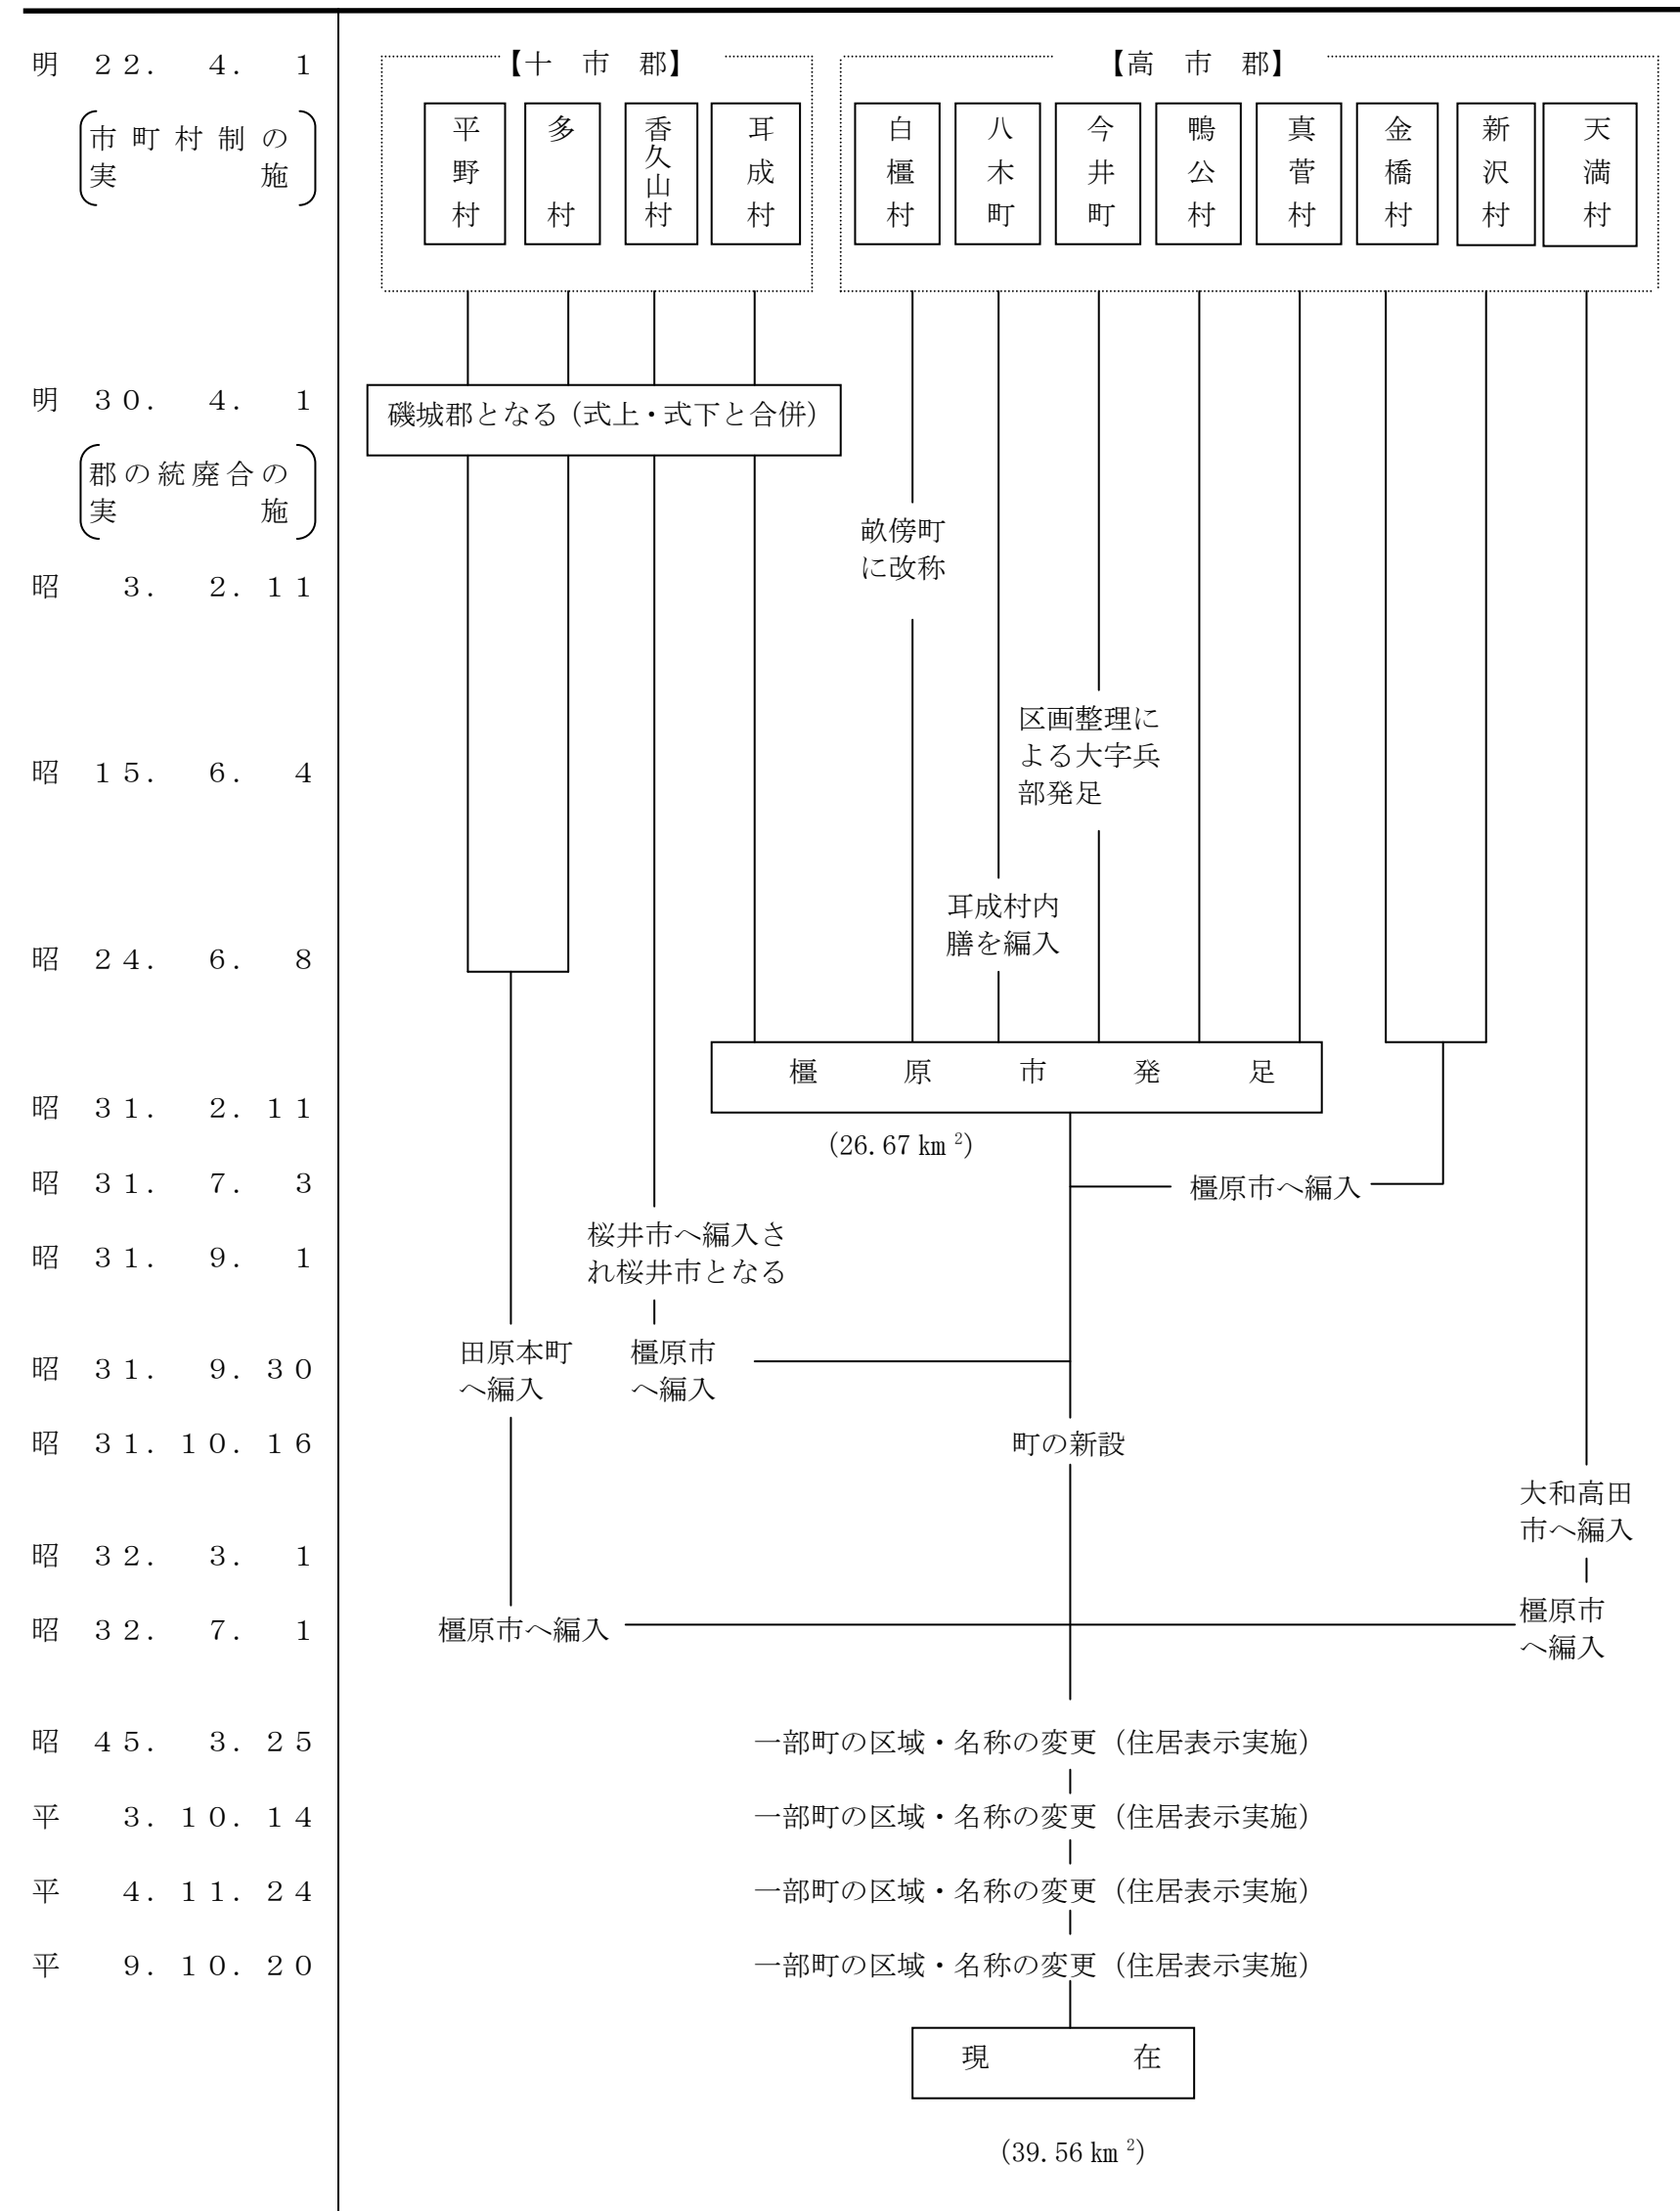 明 22. 4. 1
【十 市 郡】
【高 市 郡】
市町村制の
実 施
平野村
多 村
香久山村
耳成村
白橿村
八木町
今井町
鴨公村
真菅村
金橋村
新沢村
天満村
明 30. 4. 1
磯城郡となる(式上・式下と合併)
郡の統廃合の
実 施
畝傍町
に改称
昭 3. 2.11
区画整理に
よる大字兵
部発足
昭 15. 6. 4
耳成村内
膳を編入
昭 24. 6. 8
橿 原 市 発 足
昭 31. 2.11
(26.67㎞²)
昭 31. 7. 3
橿原市へ編入
桜井市へ編入さ
れ桜井市となる
昭 31. 9. 1
田原本町
へ編入
橿原市
へ編入
昭 31. 9.30
昭 31.10.16
町の新設
大和高田
市へ編入
昭 32. 3. 1
昭 32. 7. 1
橿原市へ編入
橿原市
へ編入
昭 45. 3.25
一部町の区域・名称の変更(住居表示実施)
平 3.10.14
一部町の区域・名称の変更(住居表示実施)
平 4.11.24
一部町の区域・名称の変更(住居表示実施)
平 9.10.20
一部町の区域・名称の変更(住居表示実施)
現 在
(39.56㎞²)